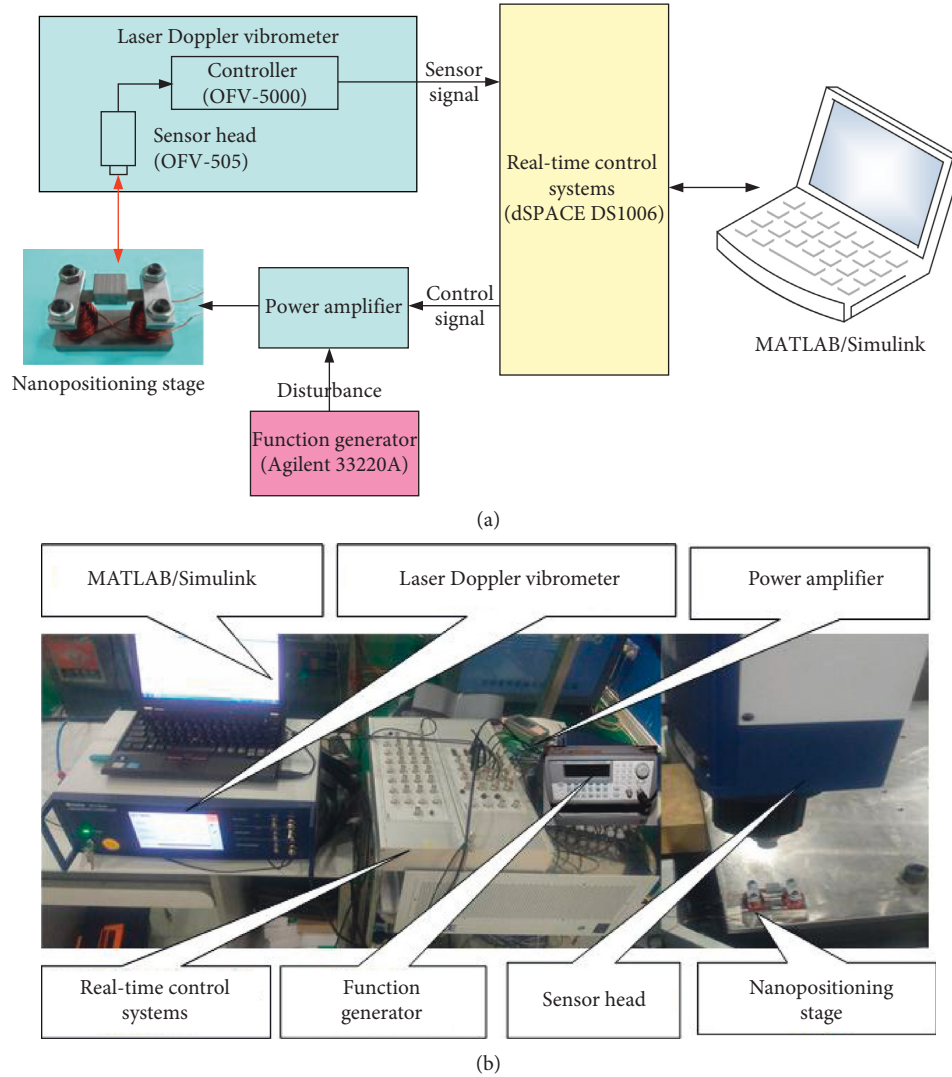 Laser Doppler vibrometer
Controller
(OFV-5000)
Sensor head
(OFV-505)
Sensor
signal
Real-time control
systems
(dSPACE DS1006)
MATLAB/Simulink
Power amplifier
Control
signal
Nanopositioning stage
Disturbance
Function generator
(Agilent 33220A)
(a)
MATLAB/Simulink
Laser Doppler vibrometer
Power amplifier
Real-time control
systems
Function
generator
Sensor head
Nanopositioning
stage
(b)